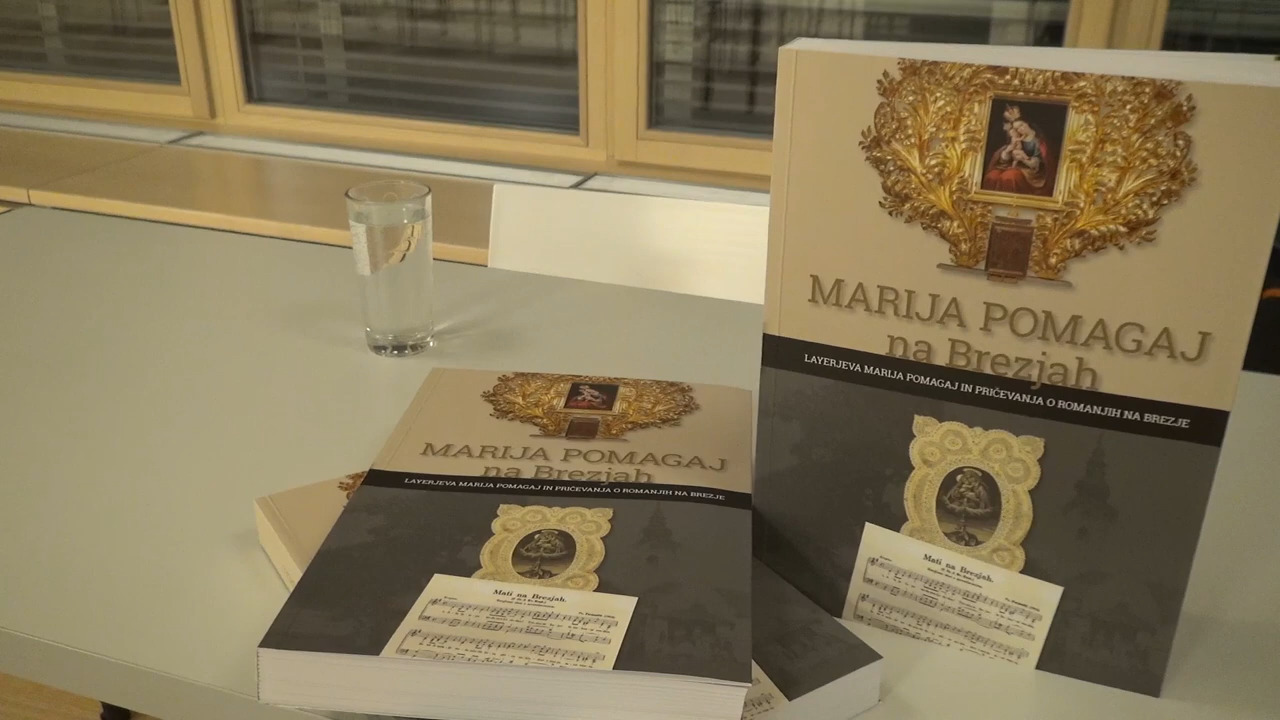 MARIJA POMAGAJ
na Brezjah
LAYERJEVA MARIJA POMAGAJ IN PRIČEVANJA O ROMANJIH NA BREZJE
Mati na Brezjah.
MARIJA POMAGAJ
na Brezjah
LAYERJEVA MARIJA POMAGAJ IN PRIČEVANJA O ROMANJIH NA BREZJE
Mati na Brezjah.